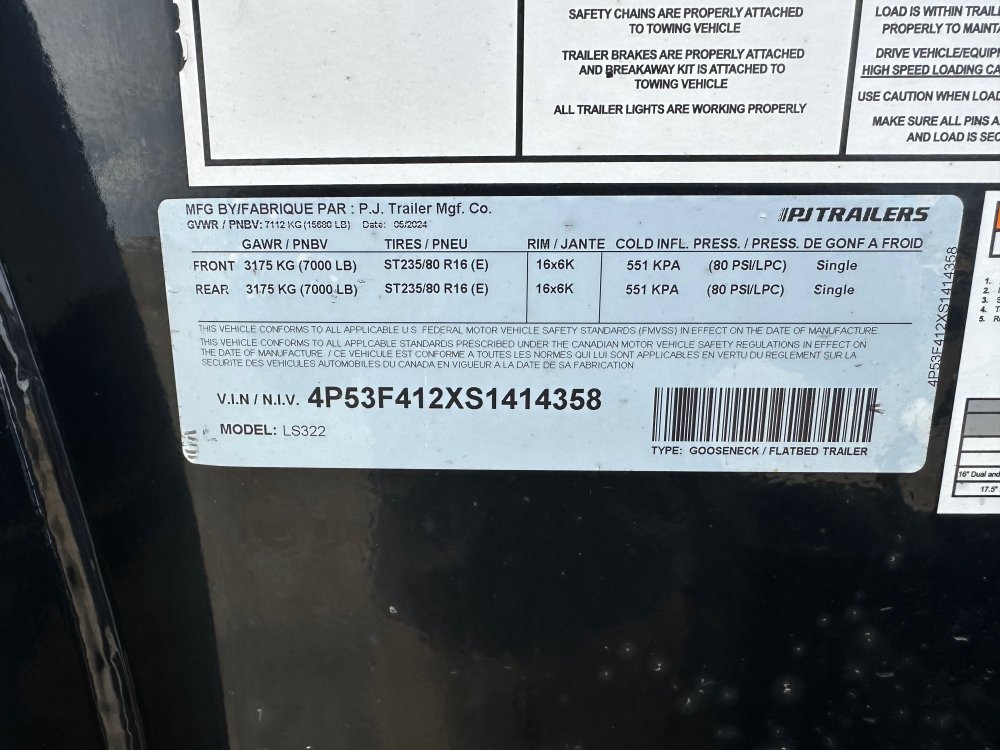 SAFETY CHAINS ARE PROPERLY ATTACHED
TO TOWING VEHICLE
TRAILER BRAKES ARE PROPERLY ATTACHED
AND BREAKAWAY KIT IS ATTACHED TO
TOWING VEHICLE
ALL TRAILER LIGHTS ARE WORKING PROPERLY
LOAD IS WITHIN
PROPERLY TO
DRIVE
HIGH SPEED LOADING
USE CAUTION WHEN
MAKE SURE ALL PINS
AND LOAD IS
MFG BY/FABRIQUE PAR : P.J. Trailer Mfg. Co.
PJ TRAILERS
GVWR / PNBV: 7112 KG (15680 LB) Date: 05/2024
GAWR / PNBV TIRES / PNEU RIM / JANTE COLD INFL. PRESS. / PRESS. DE GONF A FROID
FRONT 3175 KG (7000 LB) ST235/80 R16 (E) 16x6K 551 KPA (80 PSI/LPC) Single
REAR 3175 KG (7000 LB) ST235/80 R16 (E) 16x6K 551 KPA (80 PSI/LPC) Single
THIS VEHICLE CONFORMS TO ALL APPLICABLE U.S. FEDERAL MOTOR VEHICLE SAFETY STANDARDS (FMVSS) IN EFFECT ON THE DATE OF MANUFACTURE.
THIS VEHICLE CONFORMS TO ALL APPLCABLE STANDARDS PRESCRIBED UNDER THE CANADIAN MOTOR VEHICLE SAFETY REGULATIONS IN EFFECT ON
THE DATE OF MANUFACTURE. / CE VEHICULE EST CONFORME A TOUTES LES NORMES QUI LUI SONT APPLICABLES EN VERTU DU REGLEMENT SUR LA
SECURITE DES VEHICULES AUTOMOBILES DU CANADA EN VIGUEUR A LA DATE DE SA FABRICATION
V.I.N / N.I.V. 4P53F412XS1414358
MODEL: LS322
TYPE: GOOSENECK / FLATBED TRAILER
4P53F412XS1414358
1.
2.
3.
4.
5.
16" Dual and
17.5"